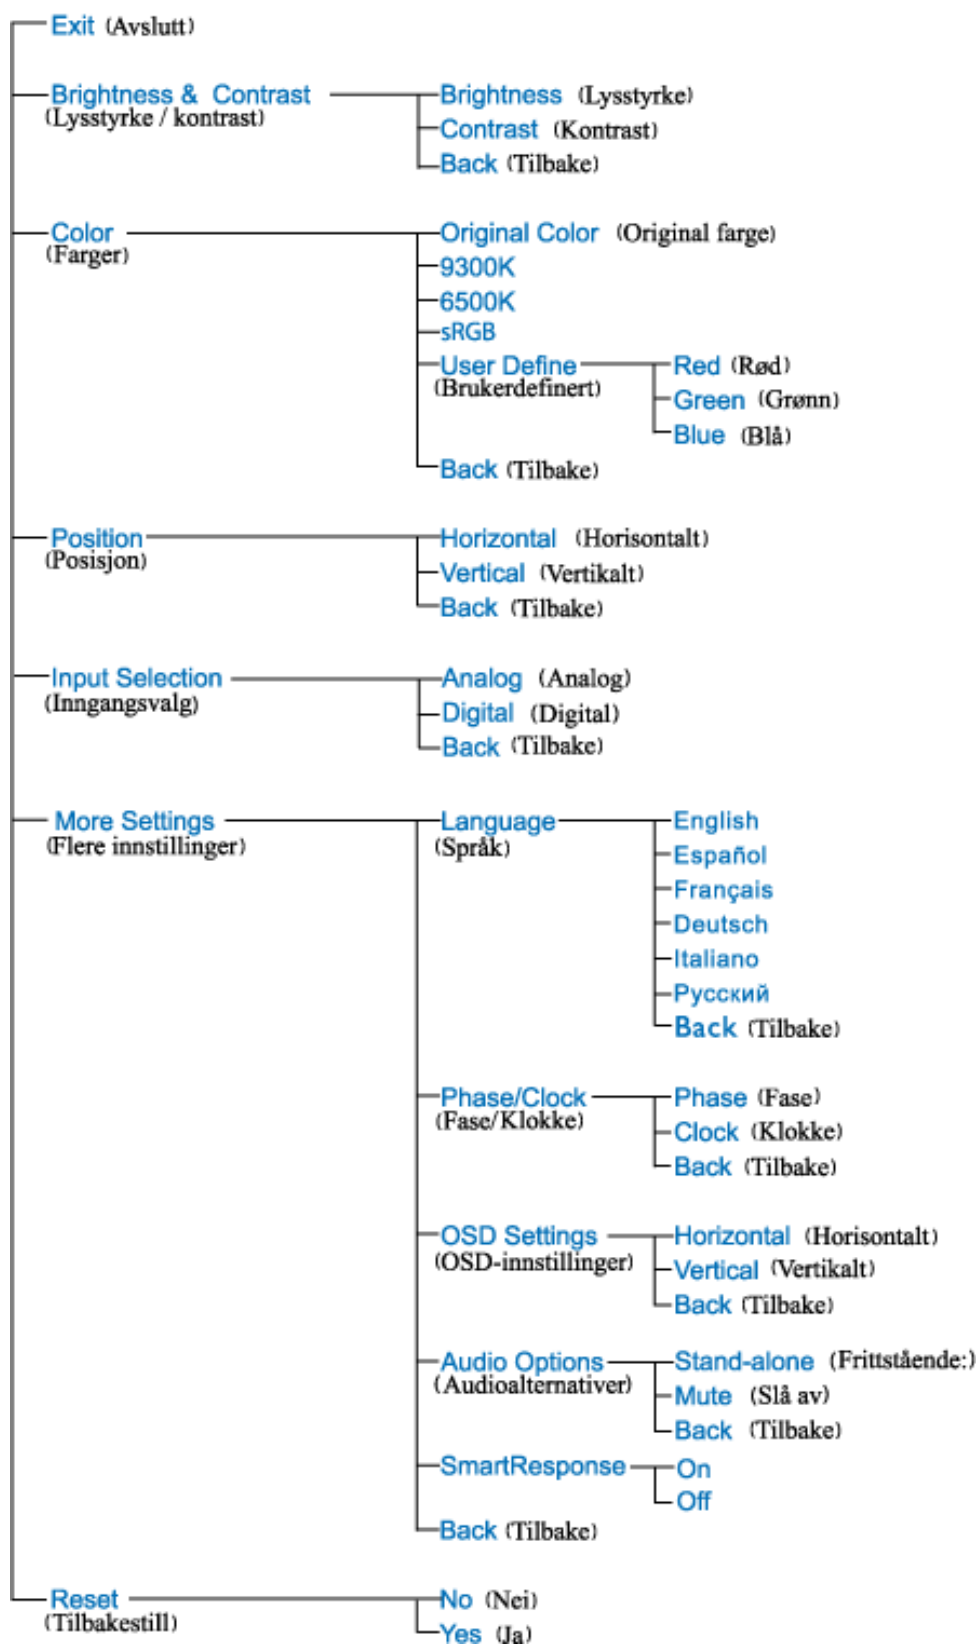 Exit (Avslutt)
Brightness & Contrast
(Lysstyrke / kontrast)
Brightness (Lysstyrke)
Contrast (Kontrast)
Back (Tilbake)
Color
(Farger)
Original Color (Original farge)
9300K
6500K
sRGB
User Define
(Brukerdefinert)
Red (Rød)
Green (Grønn)
Blue (Blå)
Back (Tilbake)
Position
(Posisjon)
Horizontal (Horisontalt)
Vertical (Vertikalt)
Back (Tilbake)
Input Selection
(Inngangsvalg)
Analog (Analog)
Digital (Digital)
Back (Tilbake)
More Settings
(Flere innstillinger)
Language
(Språk)
English
Español
Français
Deutsch
Italiano
Русский
Back (Tilbake)
Phase/Clock
(Fase/Klokke)
Phase (Fase)
Clock (Klokke)
Back (Tilbake)
OSD Settings
(OSD-innstillinger)
Horizontal (Horisontalt)
Vertical (Vertikalt)
Back (Tilbake)
Audio Options
(Audioalternativer)
Stand-alone (Frittstående:)
Mute (Slå av)
Back (Tilbake)
SmartResponse
On
Off
Back (Tilbake)
Reset
(Tilbakestill)
No (Nei)
Yes (Ja)